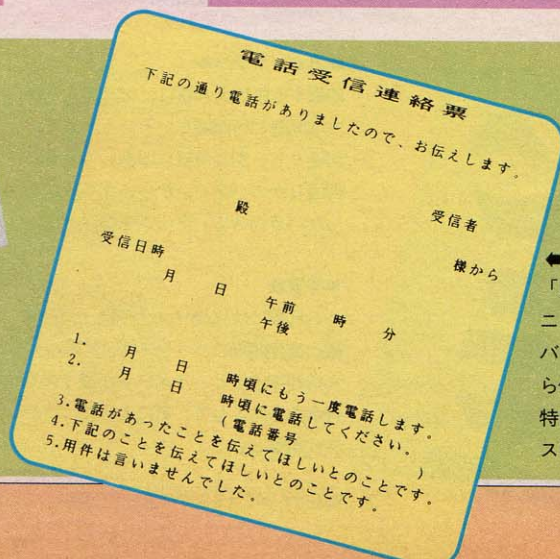 電話受信連絡票
下記の通り電話がありましたので、お伝えします。
殿 受信者
様から
受信日時
月 日 午前 時 分
午後
1. 月 日 時頃にもう一度電話します。
2. 月 日 時頃に電話してください。
(電話番号 )
3.電話があったことを伝えてほしいとのことです。
4.下記のことを伝えてほしいとのことです。
5.用件は言いませんでした。
⬅
「
ニ
バ
ら
特
ス